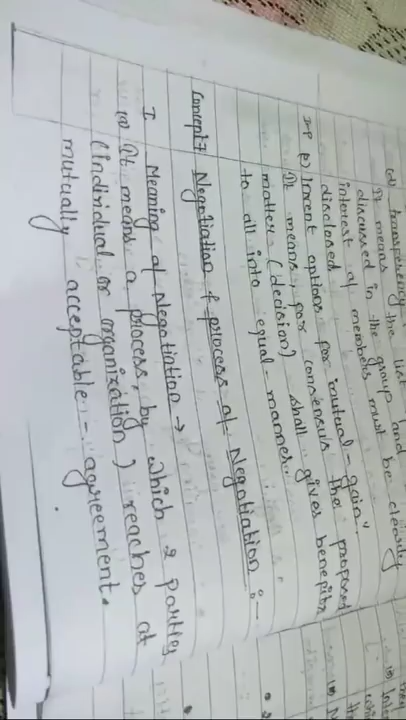 (d) Transperency
It means the list and
discussed in the group
interest of members must be clearly
disclosed.
Imp (e) Invent options for mutual-gain".
It means, for consensus the proposed
matter (decision) shall gives benefits
to all into equal-manner.
Concept 7 Negotiation & process of Negotiation :-
I Meaning of Negotiation →
(a) It means a process, by which 2 parties
(individual or organization) reaches at
mutually acceptable - agreement.